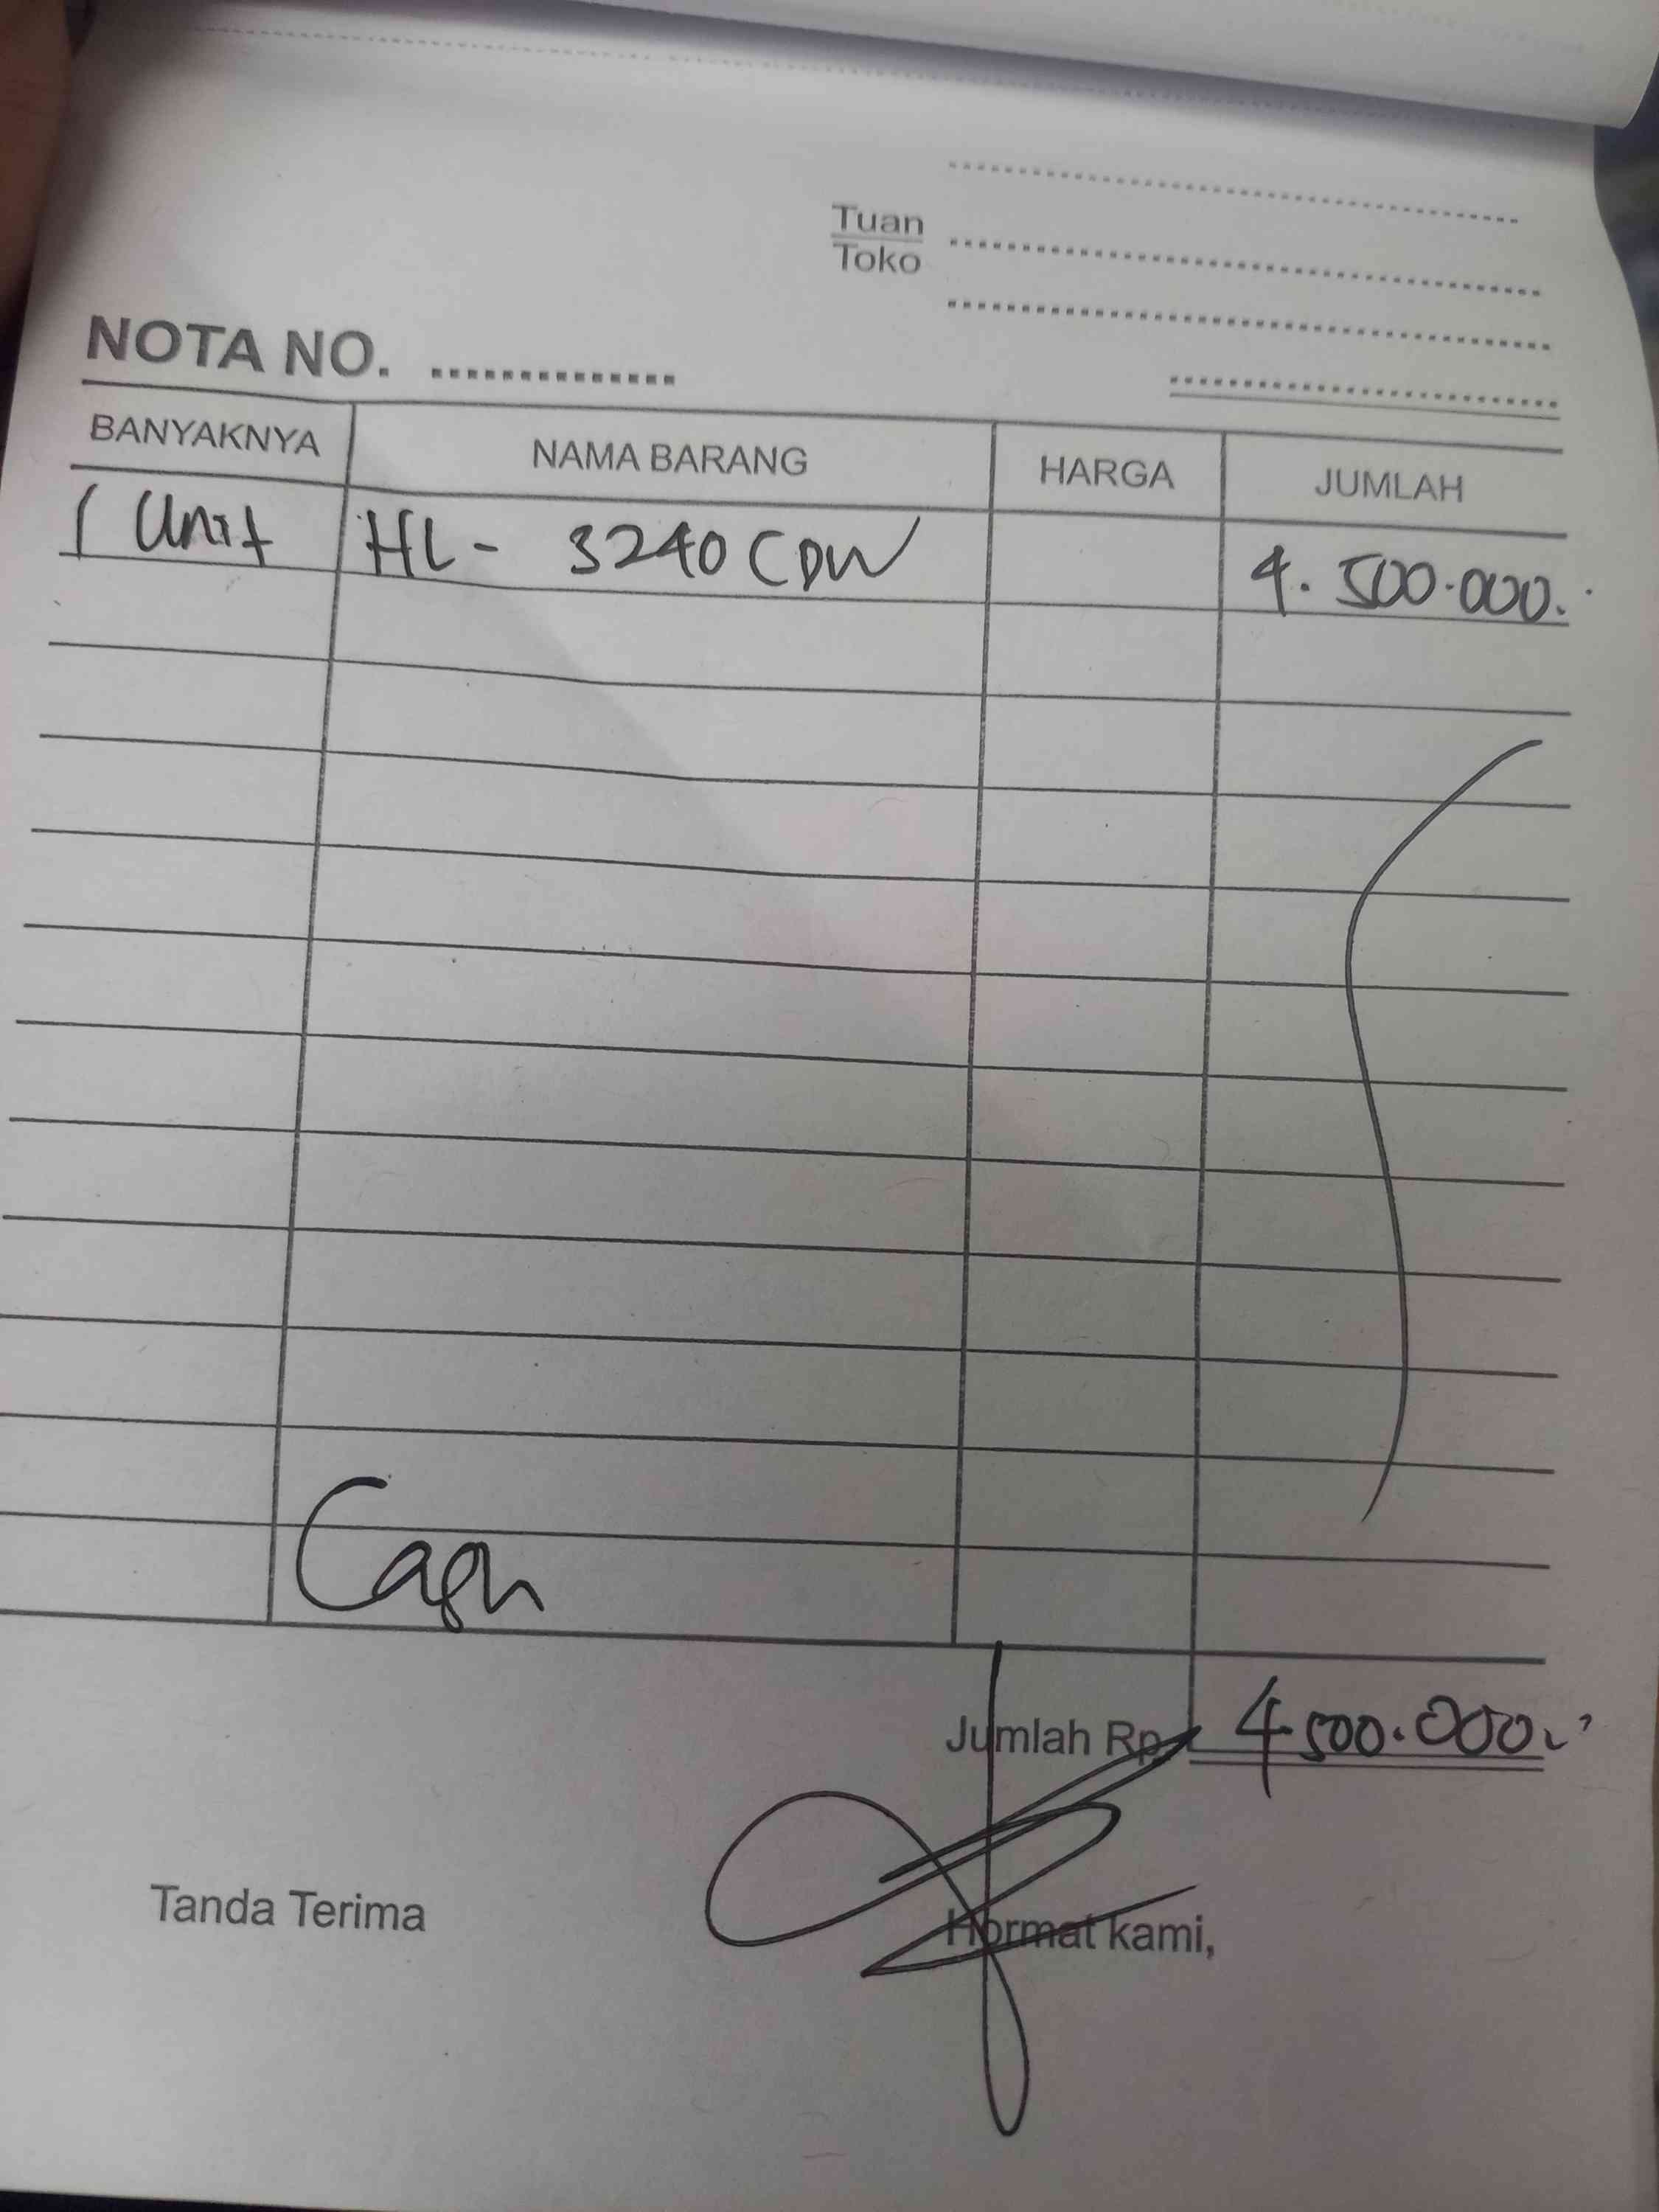 Tuan
Toko
NOTA NO. ..............
BANYAKNYA NAMA BARANG HARGA JUMLAH
1 Unit HL - 3240 CDW 4.500.000.
Cash
Jumlah Rp. 4.500.000.
Tanda Terima Hormat kami,